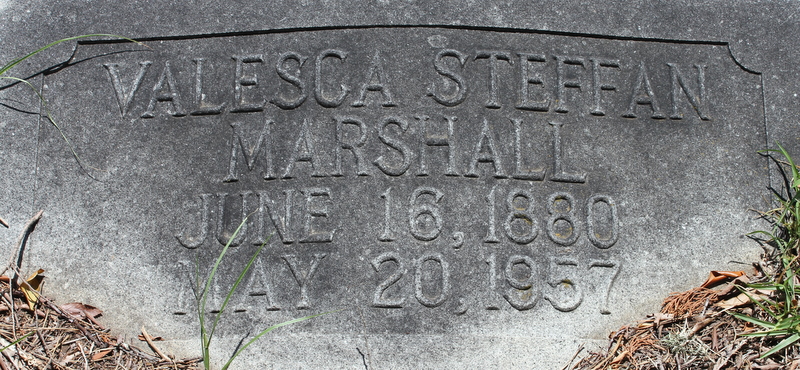 VALESCA STEFFAN
MARSHALL
JUNE 16, 1880
MAY 20, 1957